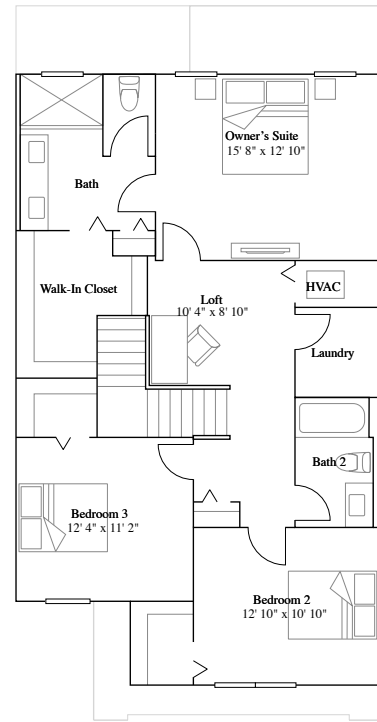 Owner's Suite
15' 8" x 12' 10"
Bath
Walk-In Closet
HVAC
Loft
10' 4" x 8' 10"
Laundry
Bath 2
Bedroom 3
12' 4" x 11' 2"
Bedroom 2
12' 10" x 10' 10"